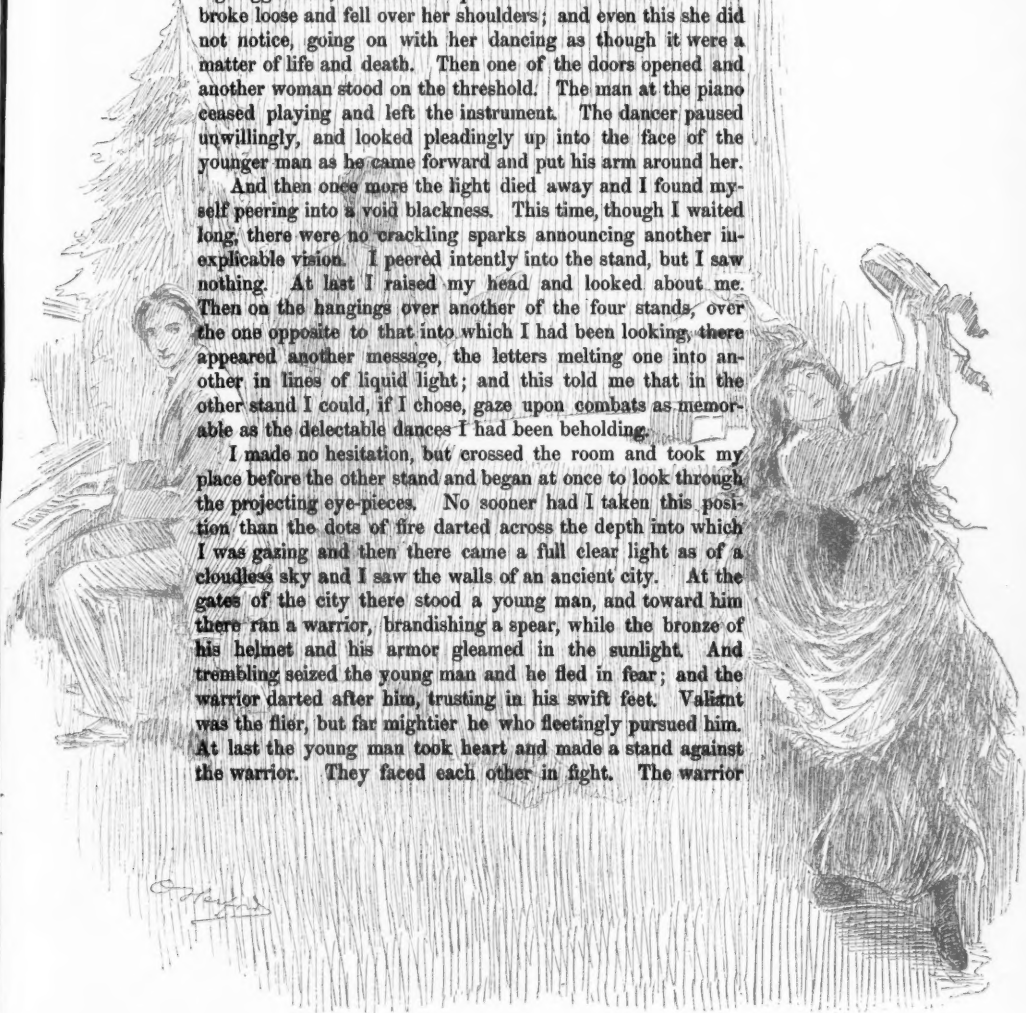 broke loose and fell over her shoulders; and even this she did
not notice, going on with her dancing as though it were a
matter of life and death. Then one of the doors opened and
another woman stood on the threshold. The man at the piano
ceased playing and left the instrument. The dancer paused
unwillingly, and looked pleadingly up into the face of the
younger man as he came forward and put his arm around her.
And then once more the light died away and I found my-
self peering into a void blackness. This time, though I waited
long, there were no crackling sparks announcing another in-
explicable vision. I peered intently into the stand, but I saw
nothing. At last I raised my head and looked about me.
Then on the hangings over another of the four stands, over
the one opposite to that into which I had been looking, there
appeared another message, the letters melting one into an-
other in lines of liquid light; and this told me that in the
other stand I could, if I chose, gaze upon combats as memor-
able as the delectable dances I had been beholding.
I made no hesitation, but crossed the room and took my
place before the other stand and began at once to look through
the projecting eye-pieces. No sooner had I taken this posi-
tion than the dots of fire darted across the depth into which
I was gazing and then there came a full clear light as of a
cloudless sky and I saw the walls of an ancient city. At the
gates of the city there stood a young man, and toward him
there ran a warrior, brandishing a spear, while the bronze of
his helmet and his armor gleamed in the sunlight. And
trembling seized the young man and he fled in fear; and the
warrior darted after him, trusting in his swift feet. Valiant
was the flier, but far mightier he who fleetingly pursued him.
At last the young man took heart and made a stand against
the warrior. They faced each other in fight. The warrior